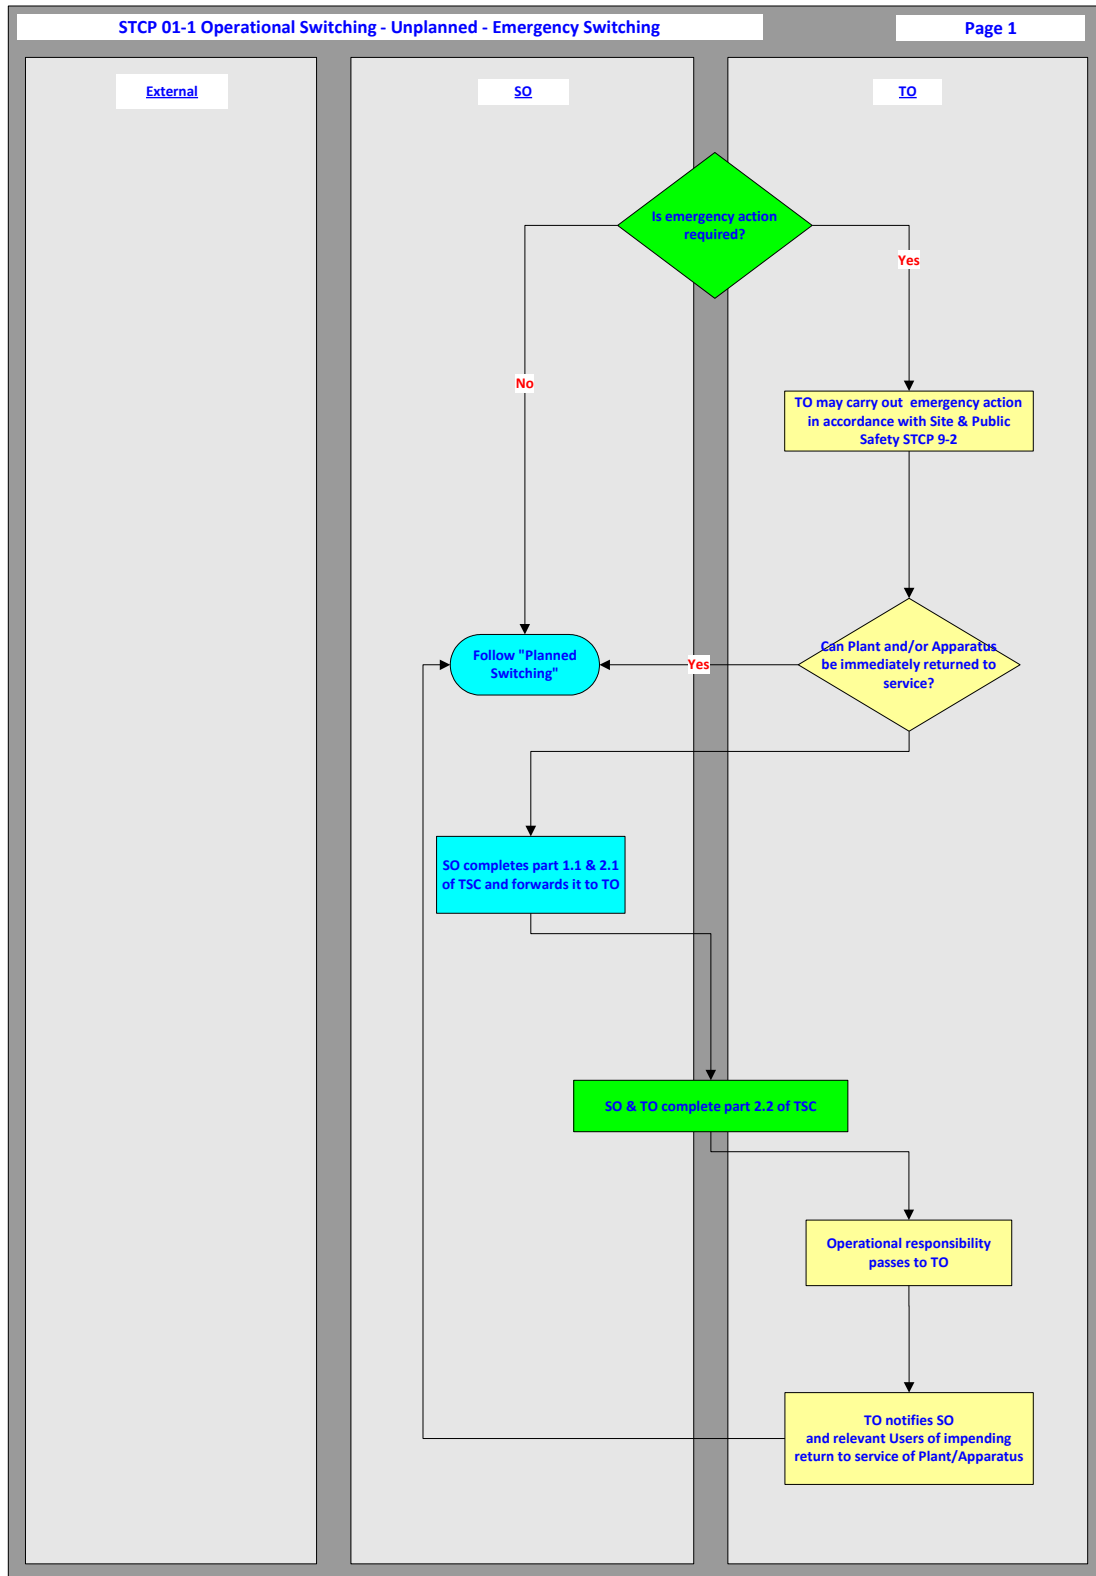 STCP 01-1 Operational Switching - Unplanned - Emergency Switching
Page 1
External
SO
TO
Is emergency action
required?
Yes
No
TO may carry out  emergency action
in accordance with Site & Public
Safety STCP 9-2
Can Plant and/or Apparatus
be immediately returned to
service?
Yes
Follow "Planned
Switching"
SO completes part 1.1 & 2.1
of TSC and forwards it to TO
SO & TO complete part 2.2 of TSC
Operational responsibility
passes to TO
TO notifies SO
and relevant Users of impending
return to service of Plant/Apparatus